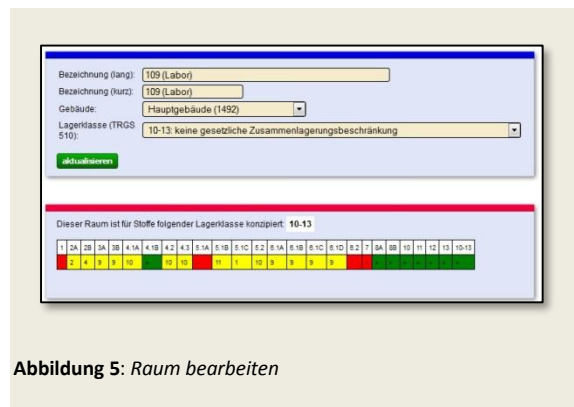 Bezeichnung (lang): 109 (Labor)
Bezeichnung (kurz): 109 (Labor)
Gebäude: Hauptgebäude (1492)
Lagerklasse (TRGS 510): 10-13: keine gesetzliche Zusammenlagerungsbeschränkung
aktualisieren
Dieser Raum ist für Stoffe folgender Lagerklasse konzipiert: 10-13
1 2A 2B 3A 3B 4.1A 4.1B 4.2 4.3 5.1A 5.1B 5.1C 5.2 6.1A 6.1B 6.1C 6.1D 6.2 7 8A 8B 10 11 12 13 10-13
2 4 9 9 10 10 10 11 1 10 9 9 9 9
Abbildung 5: Raum bearbeiten